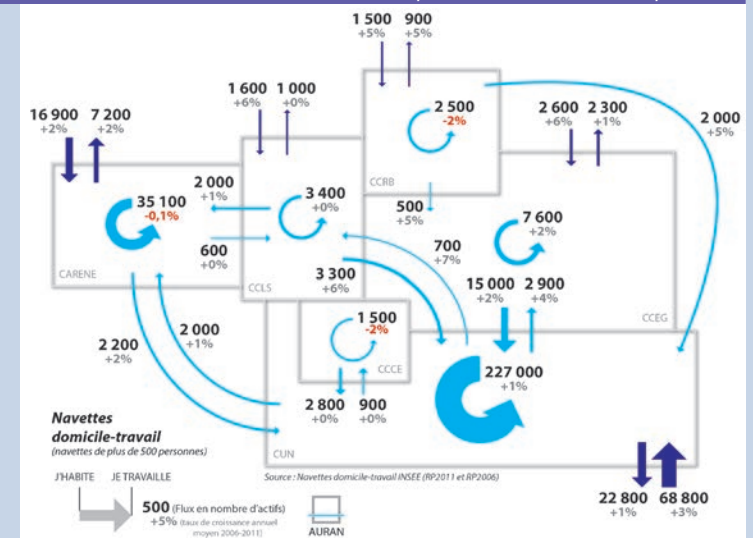 1 500 900
+5% +5%
1 600 1 000
+6% +0%
16 900 7 200
+2% +2%
2 500
-2%
2 600 2 300
+6% +1%
2 000
+5%
CCRB
35 100
-0,1%
2 000
+1%
3 400
+0%
500
+5%
7 600
+2%
600
+0%
700
+7%
CARENE
CCLS
3 300
+6%
15 000 2 900
+2% +4%
CCEG
2 200
+2%
2 000
+1%
1 500
-2%
CCCE
227 000
+1%
2 800 900
+0% +0%
CUN
Navettes
domicile-travail
(navettes de plus de 500 personnes)
J'HABITE JE TRAVAILLE
Source : Navettes domicile-travail INSEE (RP2011 et RP2006)
500 (Flux en nombre d'actifs)
+5% (taux de croissance annuel
moyen 2006-2011)
AURAN
22 800 68 800
+1% +3%